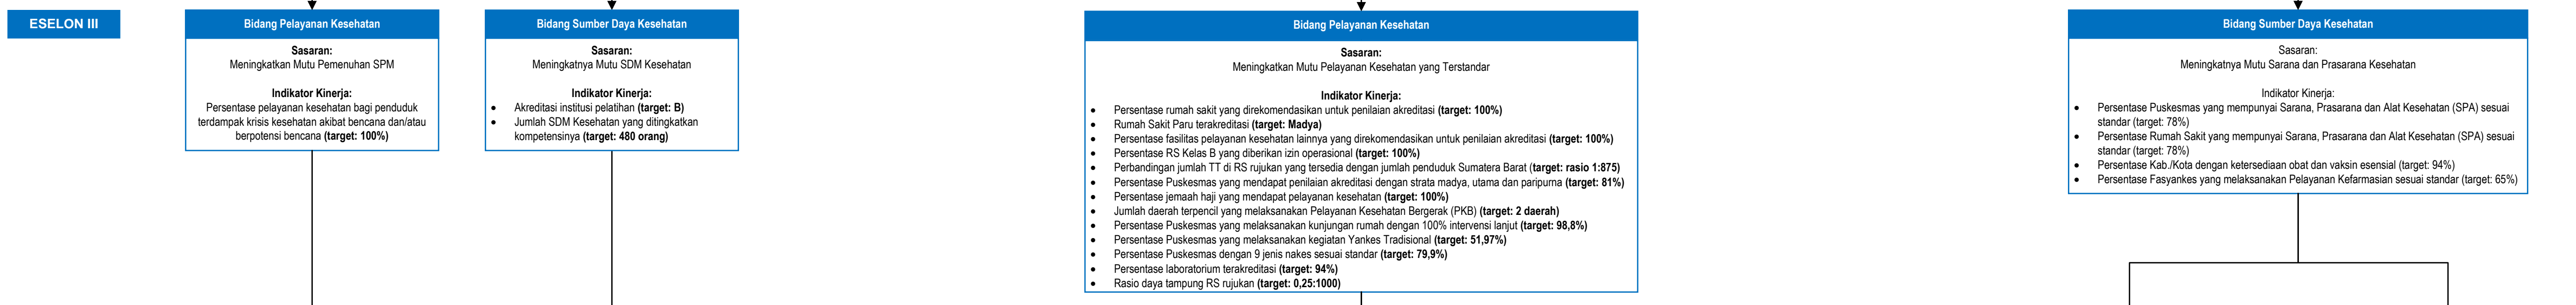 ESELON III
Bidang Pelayanan Kesehatan
Sasaran:
Meningkatkan Mutu Pemenuhan SPM
Indikator Kinerja:
Persentase pelayanan kesehatan bagi penduduk
terdampak krisis kesehatan akibat bencana dan/atau
berpotensi bencana (target: 100%)
Bidang Sumber Daya Kesehatan
Sasaran:
Meningkatnya Mutu SDM Kesehatan
Indikator Kinerja:
• Akreditasi institusi pelatihan (target: B)
• Jumlah SDM Kesehatan yang ditingkatkan
kompetensinya (target: 480 orang)
Bidang Pelayanan Kesehatan
Sasaran:
Meningkatkan Mutu Pelayanan Kesehatan yang Terstandar
Indikator Kinerja:
• Persentase rumah sakit yang direkomendasikan untuk penilaian akreditasi (target: 100%)
• Rumah Sakit Paru terakreditasi (target: Madya)
• Persentase fasilitas pelayanan kesehatan lainnya yang direkomendasikan untuk penilaian akreditasi (target: 100%)
• Persentase RS Kelas B yang diberikan izin operasional (target: 100%)
• Perbandingan jumlah TT di RS rujukan yang tersedia dengan jumlah penduduk Sumatera Barat (target: rasio 1:875)
• Persentase Puskesmas yang mendapat penilaian akreditasi dengan strata madya, utama dan paripurna (target: 81%)
• Persentase jemaah haji yang mendapat pelayanan kesehatan (target: 100%)
• Jumlah daerah terpencil yang melaksanakan Pelayanan Kesehatan Bergerak (PKB) (target: 2 daerah)
• Persentase Puskesmas yang melaksanakan kunjungan rumah dengan 100% intervensi lanjut (target: 98,8%)
• Persentase Puskesmas yang melaksanakan kegiatan Yankes Tradisional (target: 51,97%)
• Persentase Puskesmas dengan 9 jenis nakes sesuai standar (target: 79,9%)
• Persentase laboratorium terakreditasi (target: 94%)
• Rasio daya tampung RS rujukan (target: 0,25:1000)
Bidang Sumber Daya Kesehatan
Sasaran:
Meningkatnya Mutu Sarana dan Prasarana Kesehatan
Indikator Kinerja:
• Persentase Puskesmas yang mempunyai Sarana, Prasarana dan Alat Kesehatan (SPA) sesuai
standar (target: 78%)
• Persentase Rumah Sakit yang mempunyai Sarana, Prasarana dan Alat Kesehatan (SPA) sesuai
standar (target: 78%)
• Persentase Kab./Kota dengan ketersediaan obat dan vaksin esensial (target: 94%)
• Persentase Fasyankes yang melaksanakan Pelayanan Kefarmasian sesuai standar (target: 65%)